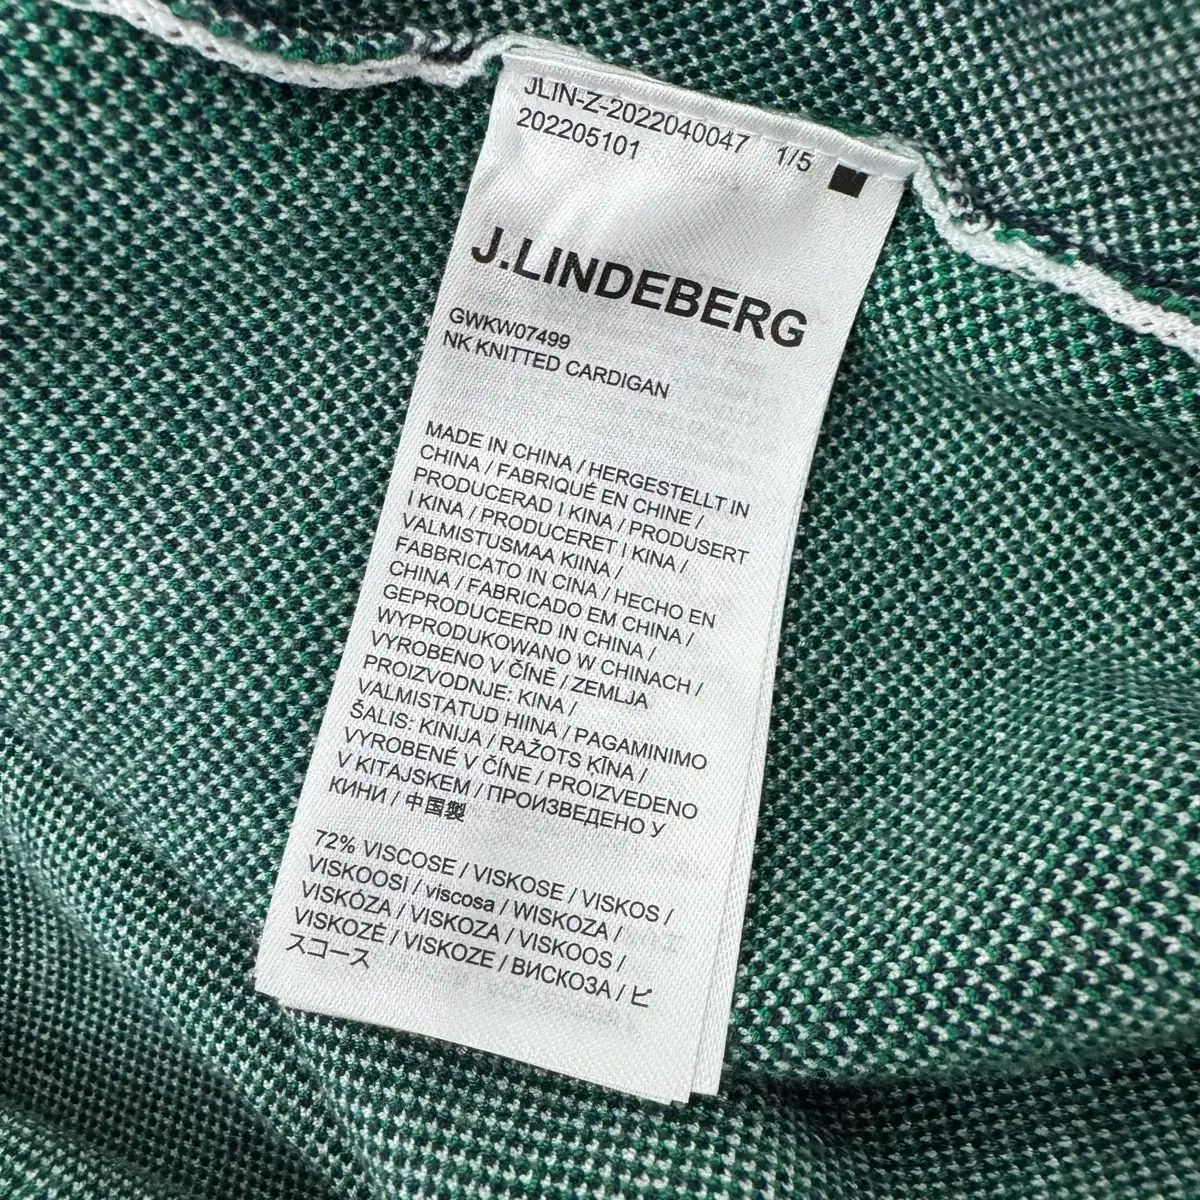 JLIN-Z-2022040047 1/5
202205101
J.LINDEBERG
GWKW07499
NK KNITTED CARDIGAN
MADE IN CHINA / HERGESTELLT IN
CHINA / FABRIQUÉ EN CHINE /
PRODUCERAD I KINA / PRODUSERT
I KINA / PRODUCERET I KINA /
VALMISTUSMAA KIINA /
FABBRICATO IN CINA / HECHO EN
CHINA / FABRICADO EM CHINA /
GEPRODUCEERD IN CHINA /
WYPRODUKOWANO W CHINACH /
VYROBENO V ČÍNĚ / ZEMLJA
PROIZVODNJE: KINA /
VALMISTATUD HIINA / PAGAMINIMO
ŠALIS: KINIJA / RAŽOTS ĶĪNA /
VYROBENÉ V ČÍNE / PROIZVEDENO
V KITAJSKEM / ПРОИЗВЕДЕНО У
КИНИ / 中国製
72% VISCOSE / VISKOSE / VISKOS /
VISKOOSI / viscosa / WISKOZA /
VISKÓZA / VISKOZA / VISKOOS /
VISKOZĖ / VISKOZE / ВИСКОЗА / ビ
スコース